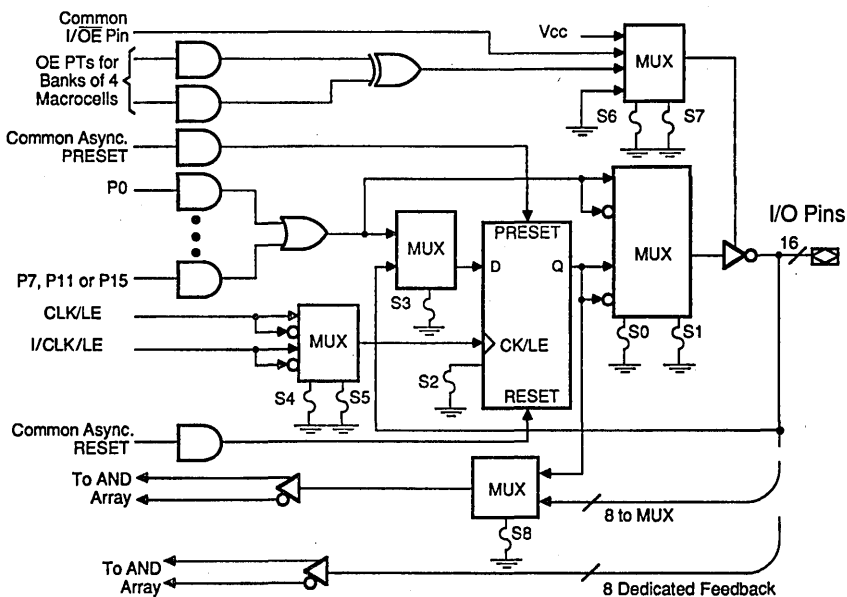 Common
I/OE Pin
OE PTs for
Banks of 4
Macrocells
Vcc
MUX
S6
S7
Common Async.
PRESET
P0
P7, P11 or P15
MUX
S3
PRESET
D
Q
CK/LE
RESET
S2
MUX
S0
S1
I/O Pins
16
CLK/LE
I/CLK/LE
MUX
S4
S5
Common Async.
RESET
To AND
Array
MUX
S8
8 to MUX
To AND
Array
8 Dedicated Feedback